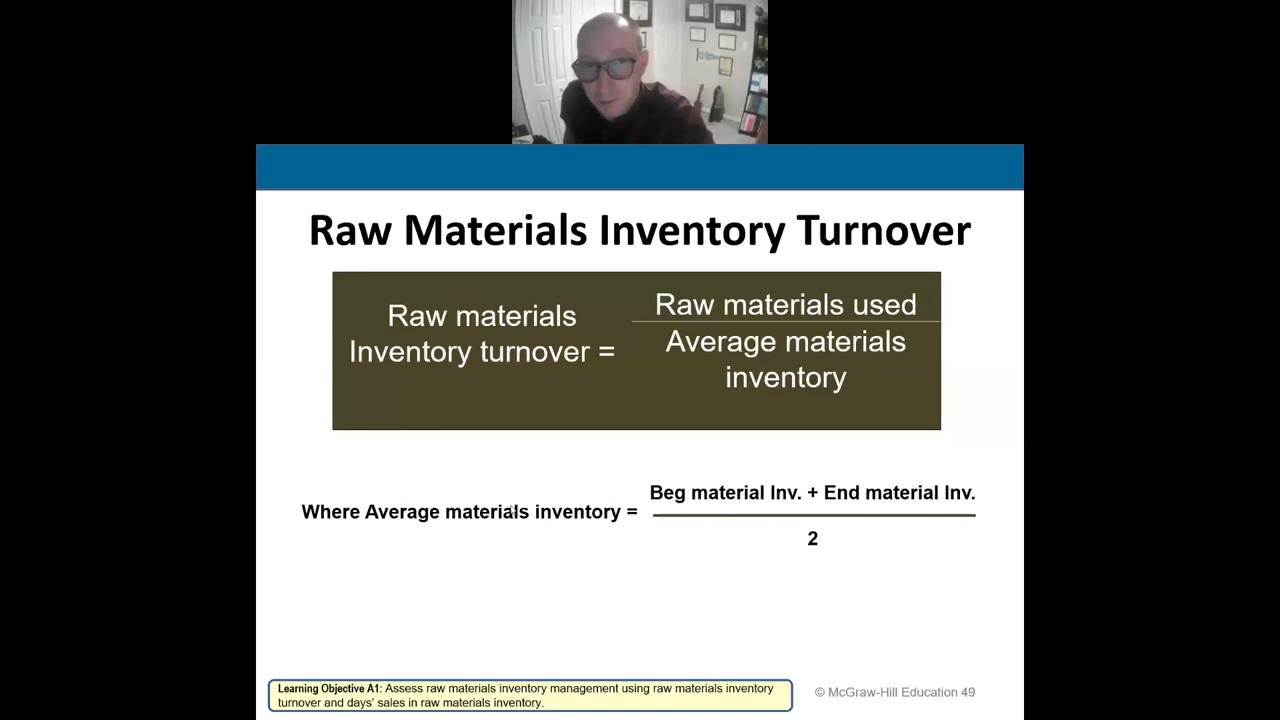 Raw Materials Inventory Turnover
Raw materials
Inventory turnover =
Raw materials used
Average materials
inventory
Where Average materials inventory =
Beg material Inv. + End material Inv.
2
Learning Objective A1: Assess raw materials inventory management using raw materials inventory
turnover and days' sales in raw materials inventory.
© McGraw-Hill Education 49